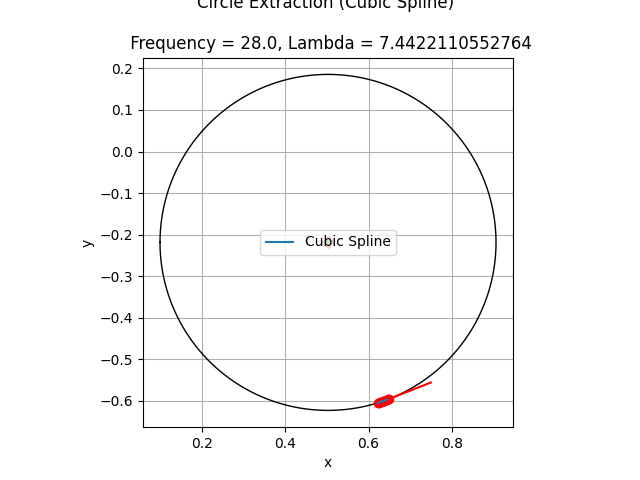 Circle Extraction (Cubic Spline)
Frequency = 28.0, Lambda = 7.4422110552764
0.2
0.1
0.0
−0.1
−0.2
−0.3
−0.4
−0.5
−0.6
y
Cubic Spline
0.2 0.4 0.6 0.8
x